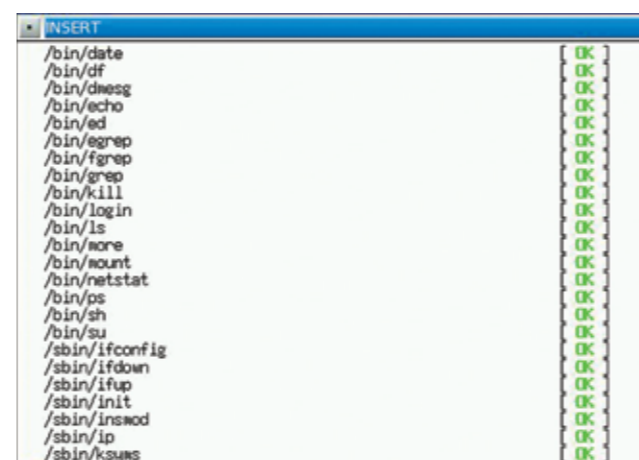 INSERT
/bin/date [ OK ]
/bin/df [ OK ]
/bin/dmesg [ OK ]
/bin/echo [ OK ]
/bin/ed [ OK ]
/bin/egrep [ OK ]
/bin/fgrep [ OK ]
/bin/grep [ OK ]
/bin/kill [ OK ]
/bin/login [ OK ]
/bin/ls [ OK ]
/bin/more [ OK ]
/bin/mount [ OK ]
/bin/netstat [ OK ]
/bin/ps [ OK ]
/bin/sh [ OK ]
/bin/su [ OK ]
/sbin/ifconfig [ OK ]
/sbin/ifdown [ OK ]
/sbin/ifup [ OK ]
/sbin/init [ OK ]
/sbin/insmod [ OK ]
/sbin/ip [ OK ]
/sbin/ksyms [ OK ]